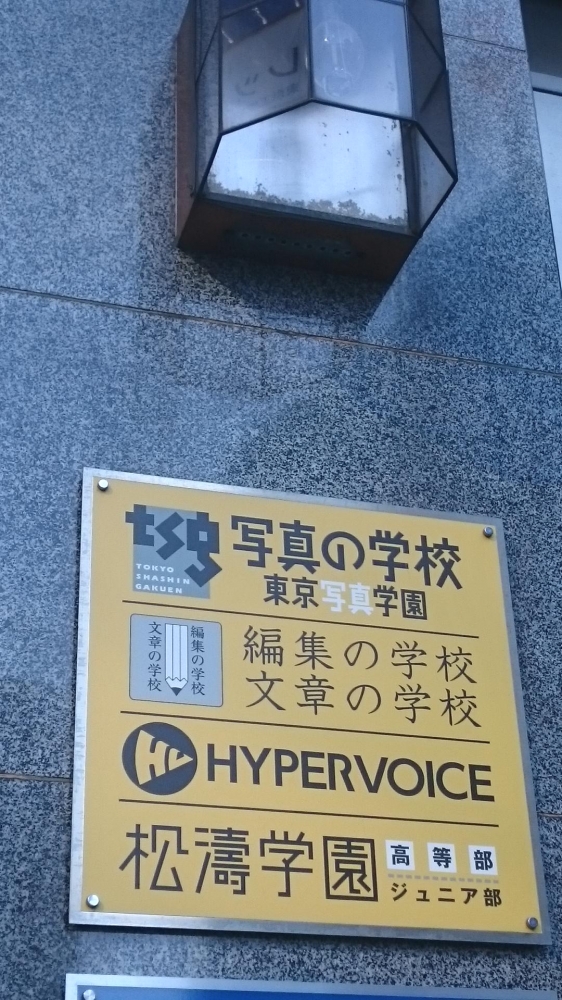 tsg
TOKYO
SHASHIN
GAKUEN
写真の学校
東京写真学園
編集の学校
文章の学校
編集の学校
文章の学校
HV
HYPERVOICE
松濤学園
高等部
ジュニア部